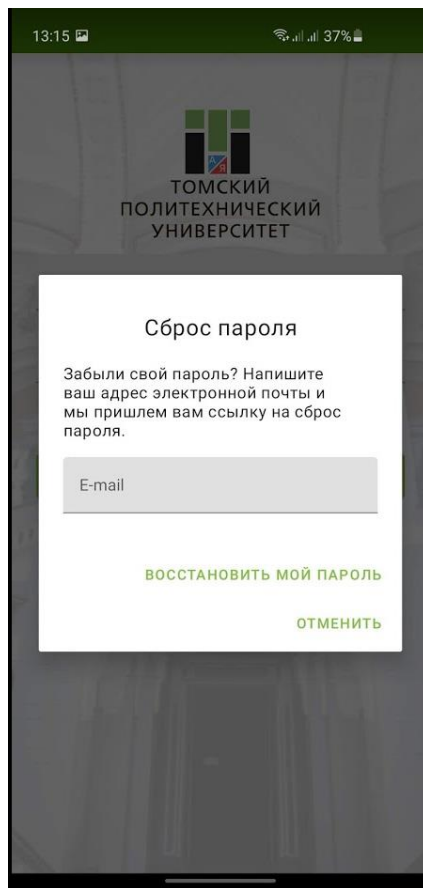 13:15
37%
А/Я
ТОМСКИЙ
ПОЛИТЕХНИЧЕСКИЙ
УНИВЕРСИТЕТ
Сброс пароля
Забыли свой пароль? Напишите
ваш адрес электронной почты и
мы пришлем вам ссылку на сброс
пароля.
E-mail
ВОССТАНОВИТЬ МОЙ ПАРОЛЬ
ОТМЕНИТЬ